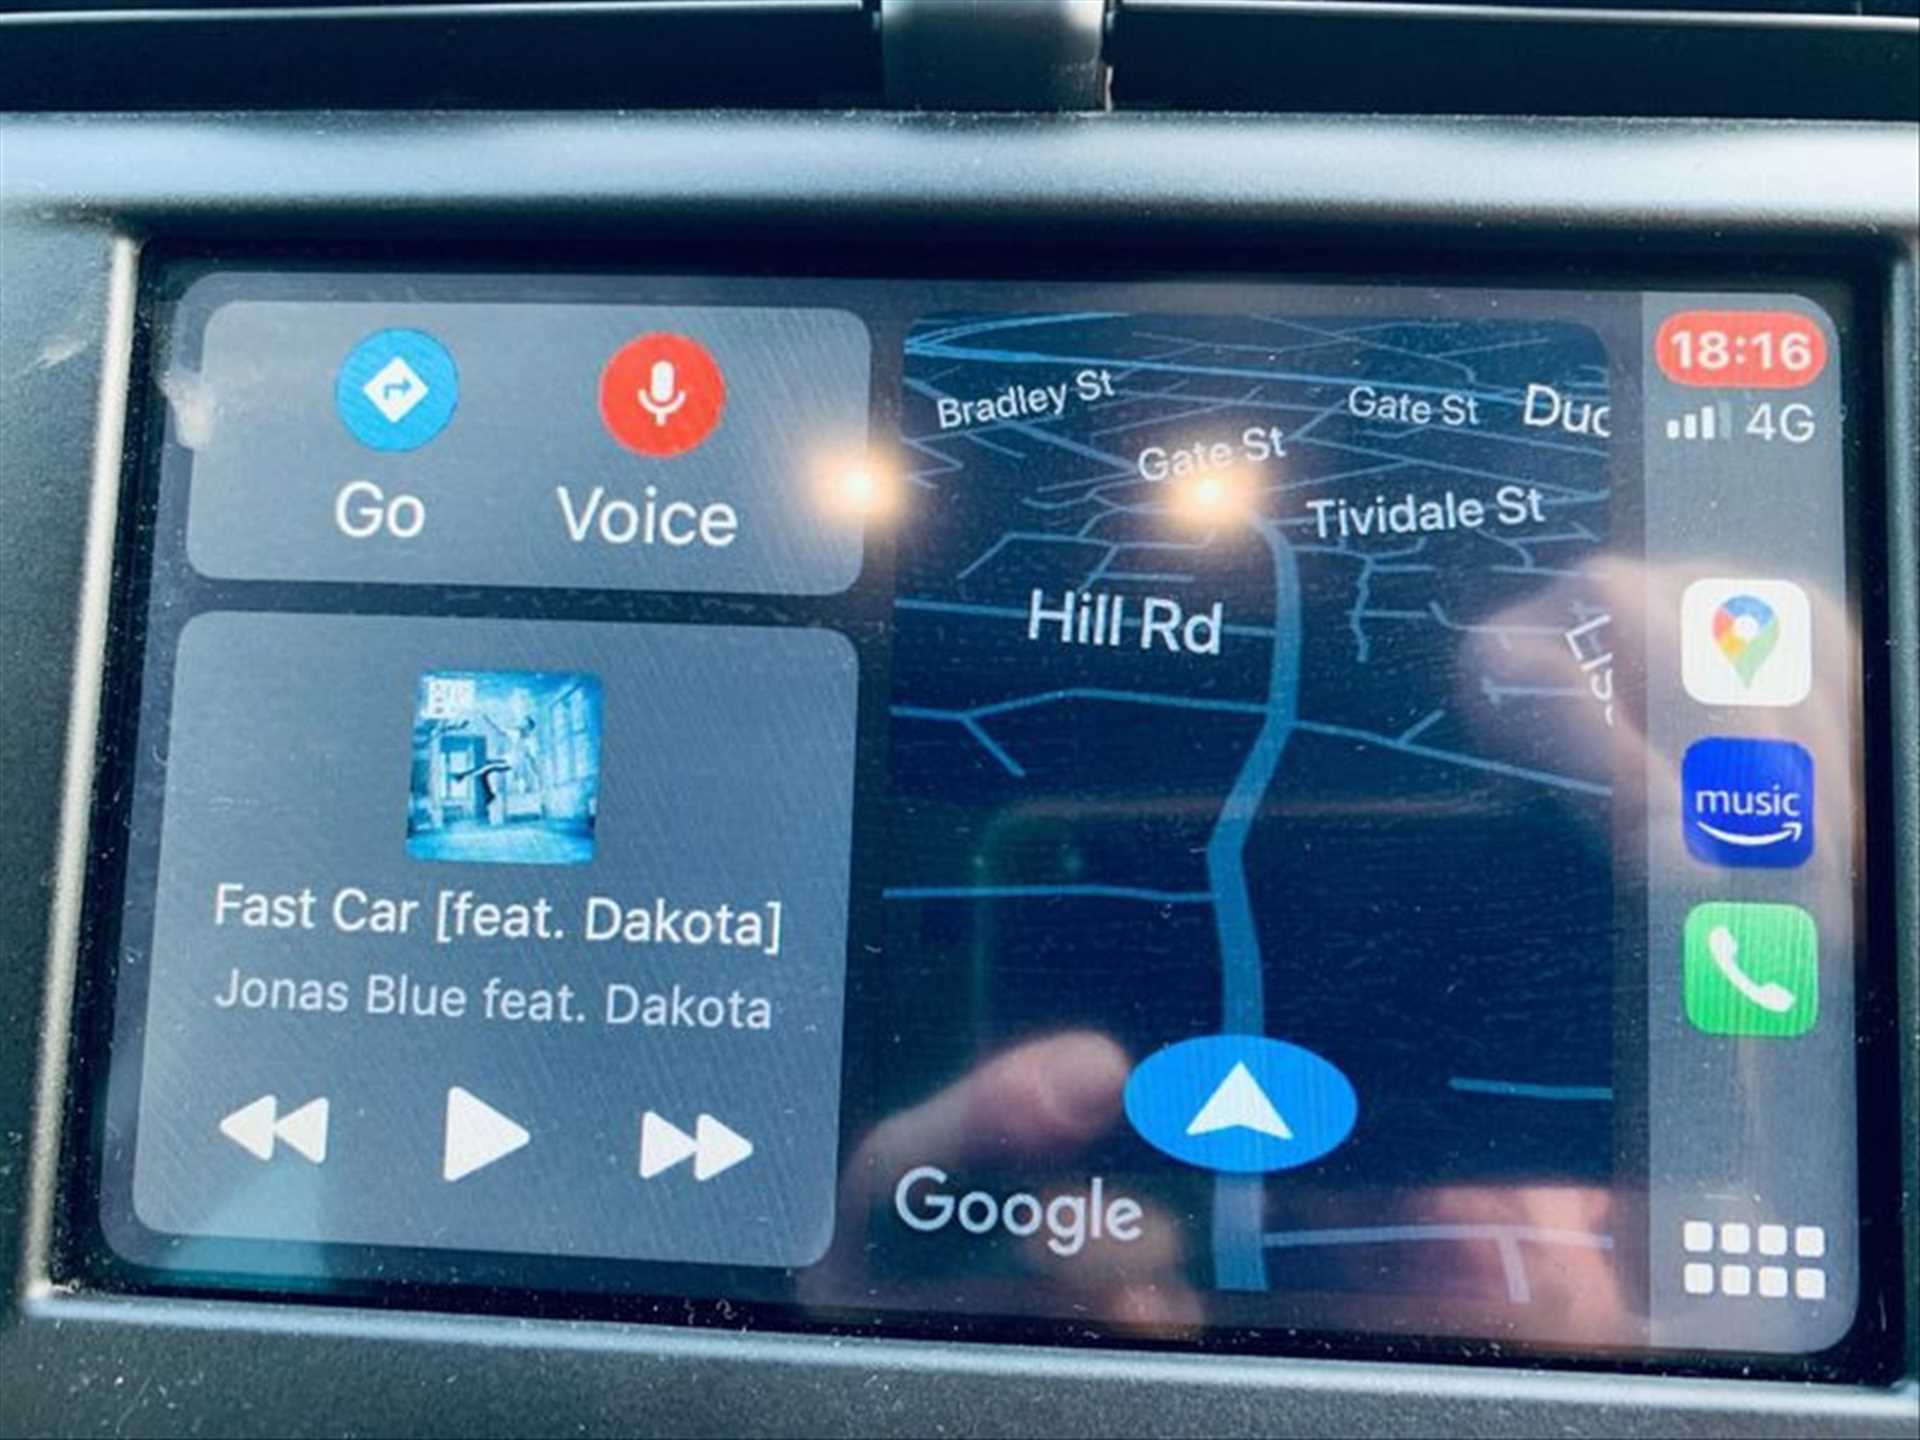 Go
Voice
Fast Car [feat. Dakota]
Jonas Blue feat. Dakota
Bradley St
Gate St
Gate St
Duc
Tividale St
Hill Rd
Google
18:16
4G
music